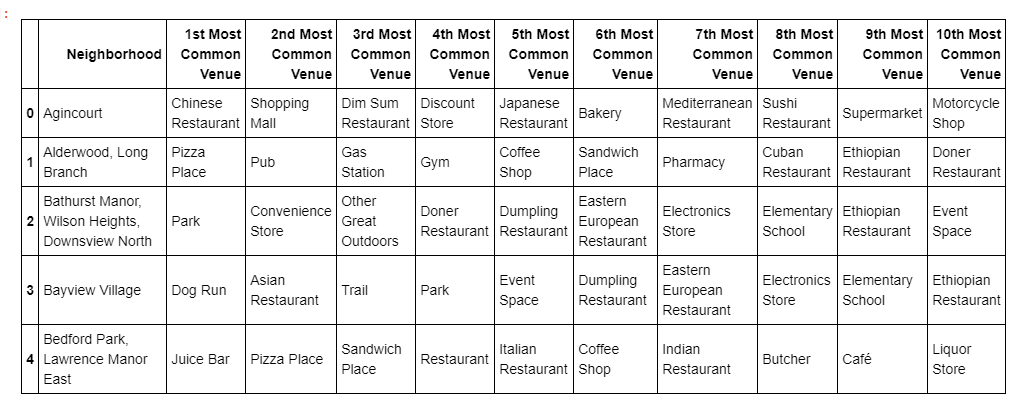 :
Neighborhood 1st Most Common Venue 2nd Most Common Venue 3rd Most Common Venue 4th Most Common Venue 5th Most Common Venue 6th Most Common Venue 7th Most Common Venue 8th Most Common Venue 9th Most Common Venue 10th Most Common Venue
0 Agincourt Chinese Restaurant Shopping Mall Dim Sum Restaurant Discount Store Japanese Restaurant Bakery Mediterranean Restaurant Sushi Restaurant Supermarket Motorcycle Shop
1 Alderwood, Long Branch Pizza Place Pub Gas Station Gym Coffee Shop Sandwich Place Pharmacy Cuban Restaurant Ethiopian Restaurant Doner Restaurant
2 Bathurst Manor, Wilson Heights, Downsview North Park Convenience Store Other Great Outdoors Doner Restaurant Dumpling Restaurant Eastern European Restaurant Electronics Store Elementary School Ethiopian Restaurant Event Space
3 Bayview Village Dog Run Asian Restaurant Trail Park Event Space Dumpling Restaurant Eastern European Restaurant Electronics Store Elementary School Ethiopian Restaurant
4 Bedford Park, Lawrence Manor East Juice Bar Pizza Place Sandwich Place Restaurant Italian Restaurant Coffee Shop Indian Restaurant Butcher Café Liquor Store